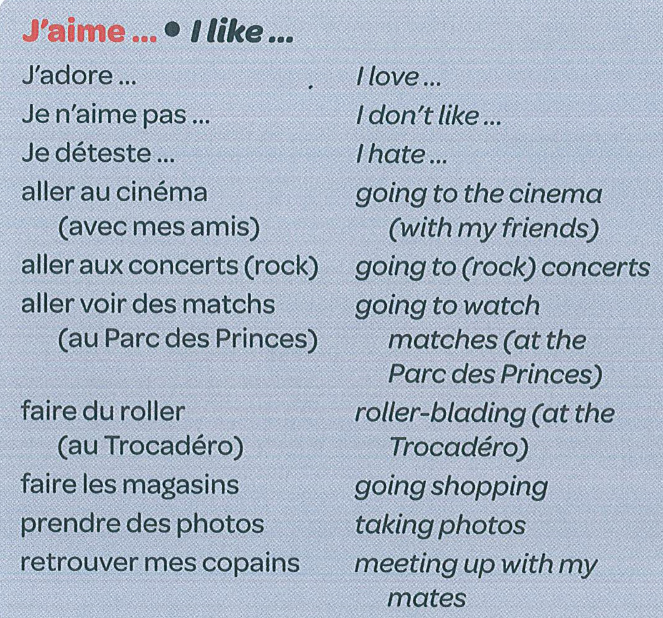 J'aime ... • I like ...
J'adore ... I love ...
Je n'aime pas ... I don't like ...
Je déteste ... I hate ...
aller au cinéma going to the cinema
(avec mes amis) (with my friends)
aller aux concerts (rock) going to (rock) concerts
aller voir des matchs going to watch
(au Parc des Princes) matches (at the
Parc des Princes)
faire du roller roller-blading (at the
(au Trocadéro) Trocadéro)
faire les magasins going shopping
prendre des photos taking photos
retrouver mes copains meeting up with my
mates